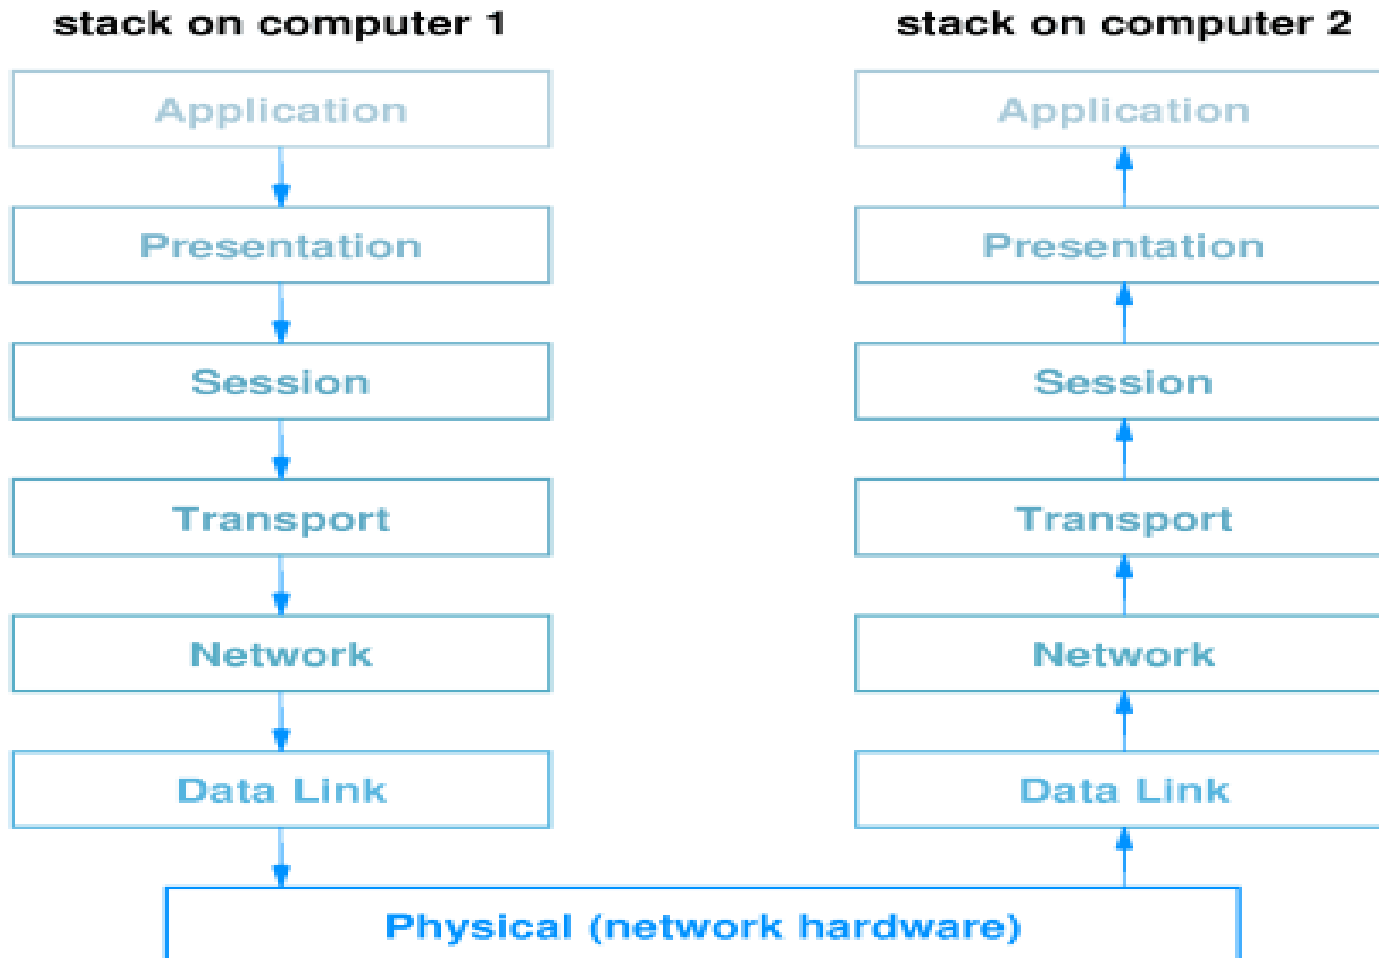 stack on computer 1
stack on computer 2
Application
Application
Presentation
Presentation
Session
Session
Transport
Transport
Network
Network
Data Link
Data Link
Physical (network hardware)